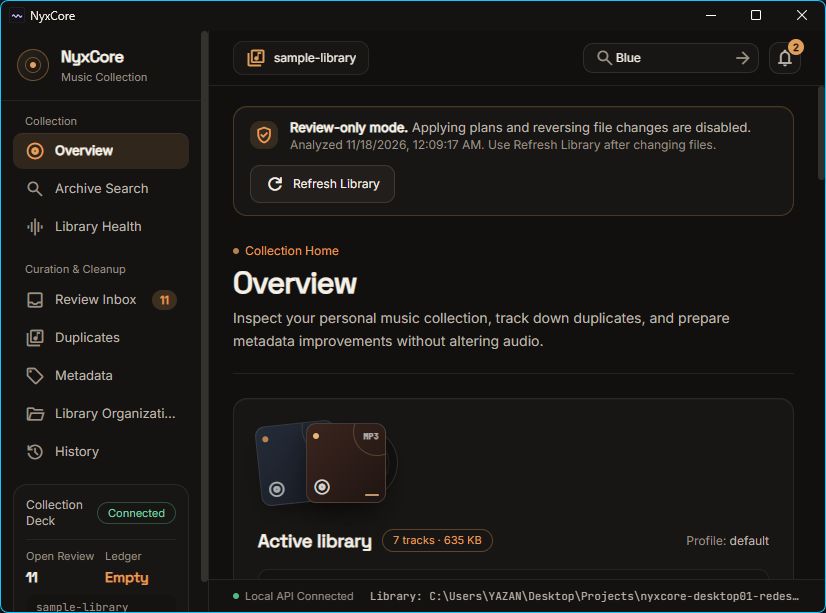 NyxCore
NyxCore
Music Collection
Collection
Overview
Archive Search
Library Health
Curation & Cleanup
Review Inbox 11
Duplicates
Metadata
Library Organizati...
History
Collection
Deck
Connected
Open Review Ledger
11 Empty
sample-library
sample-library
Blue
2
Review-only mode. Applying plans and reversing file changes are disabled.
Analyzed 11/18/2026, 12:09:17 AM. Use Refresh Library after changing files.
Refresh Library
Collection Home
Overview
Inspect your personal music collection, track down duplicates, and prepare
metadata improvements without altering audio.
MP3
Active library 7 tracks · 635 KB Profile: default
Local API Connected Library: C:\Users\YAZAN\Desktop\Projects\nyxcore-desktop01-redes…